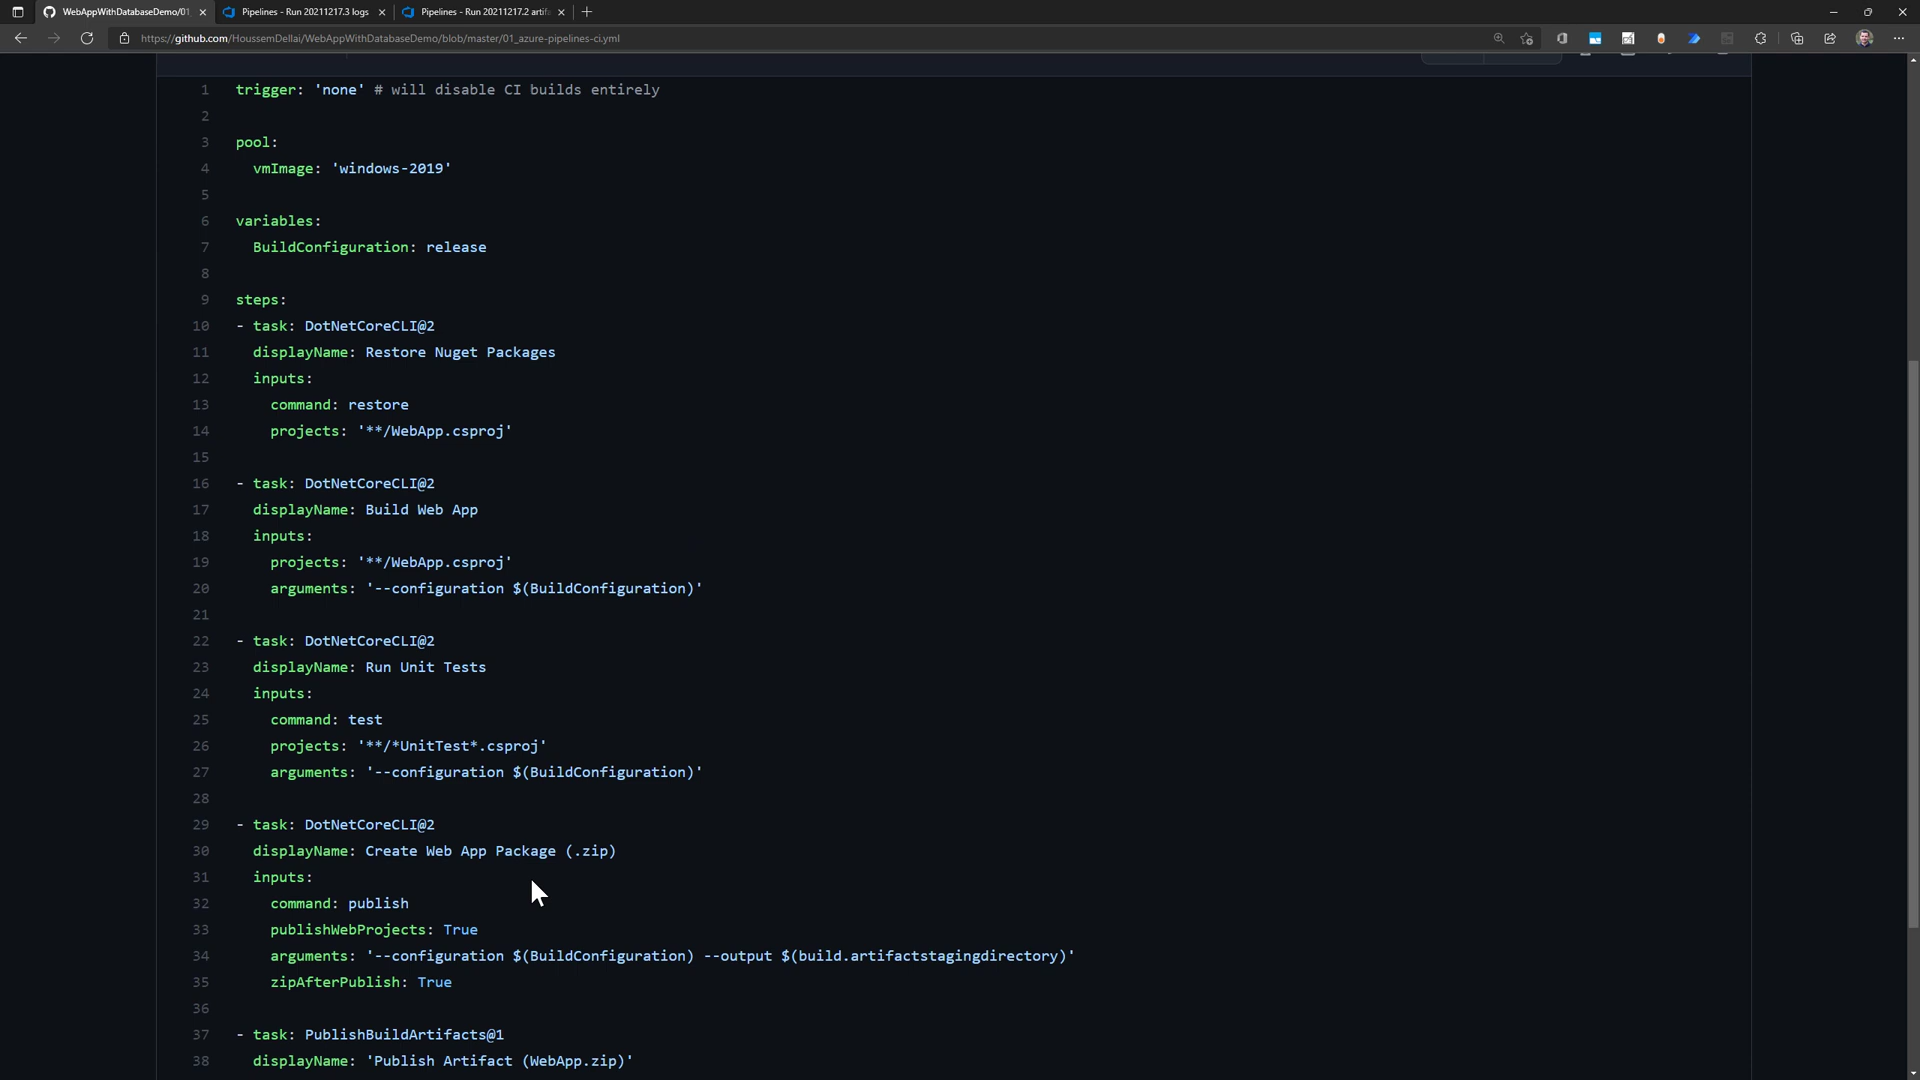 WebAppWithDatabaseDemo/01_
Pipelines - Run 20211217.3 logs
Pipelines - Run 20211217.2 artifa
https://github.com/HoussemDellai/WebAppWithDatabaseDemo/blob/master/01_azure-pipelines-ci.yml
1 trigger: 'none' # will disable CI builds entirely
2
3 pool:
4 vmImage: 'windows-2019'
5
6 variables:
7 BuildConfiguration: release
8
9 steps:
10 - task: DotNetCoreCLI@2
11 displayName: Restore Nuget Packages
12 inputs:
13 command: restore
14 projects: '**/WebApp.csproj'
15
16 - task: DotNetCoreCLI@2
17 displayName: Build Web App
18 inputs:
19 projects: '**/WebApp.csproj'
20 arguments: '--configuration $(BuildConfiguration)'
21
22 - task: DotNetCoreCLI@2
23 displayName: Run Unit Tests
24 inputs:
25 command: test
26 projects: '**/*UnitTest*.csproj'
27 arguments: '--configuration $(BuildConfiguration)'
28
29 - task: DotNetCoreCLI@2
30 displayName: Create Web App Package (.zip)
31 inputs:
32 command: publish
33 publishWebProjects: True
34 arguments: '--configuration $(BuildConfiguration) --output $(build.artifactstagingdirectory)'
35 zipAfterPublish: True
36
37 - task: PublishBuildArtifacts@1
38 displayName: 'Publish Artifact (WebApp.zip)'